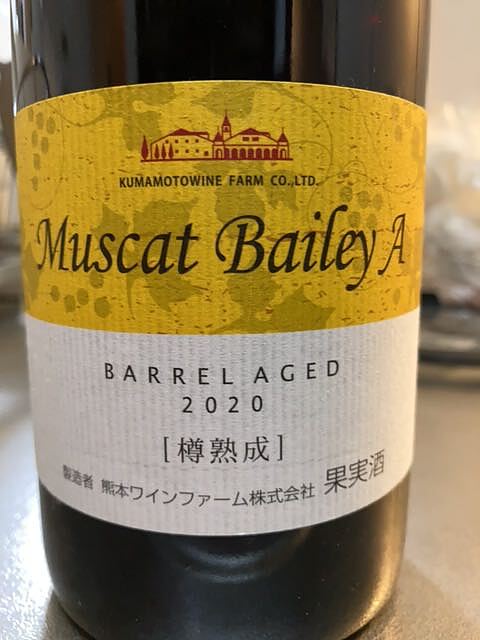 KUMAMOTOWINE FARM CO.,LTD.
Muscat Bailey A
BARREL AGED
2020
[樽熟成]
製造者 熊本ワインファーム株式会社 果実酒